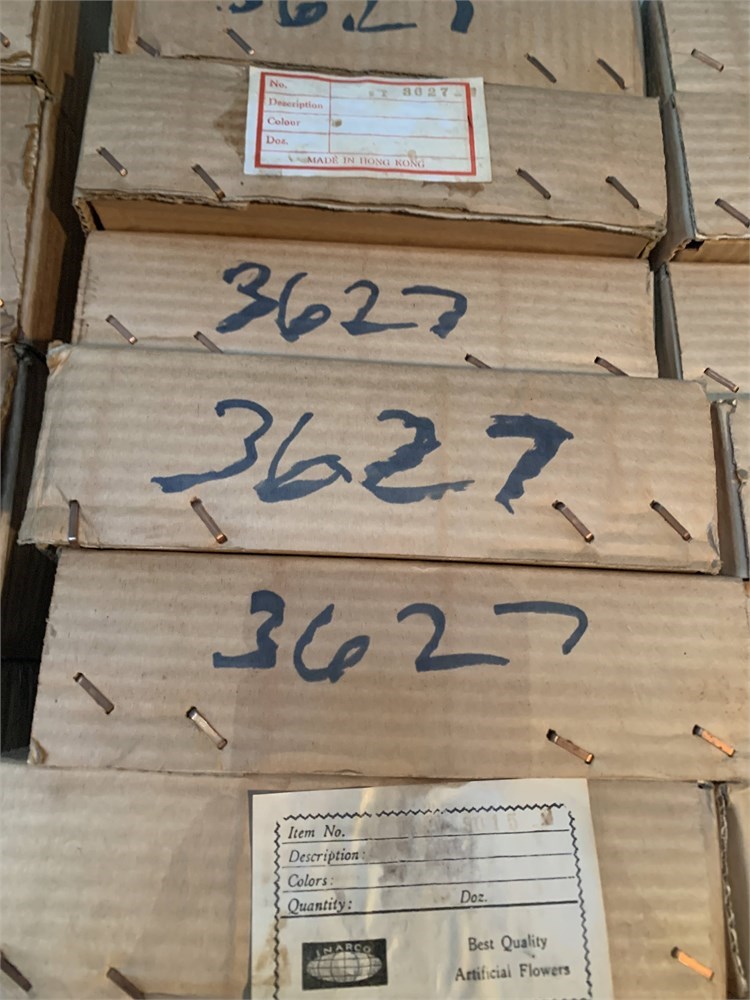 3627
No. 3627
Description
Colour
Doz.
MADE IN HONG KONG
3627
3627
3627
Item No.
Description:
Colors:
Quantity: Doz.
INARCO
Best Quality
Artificial Flowers